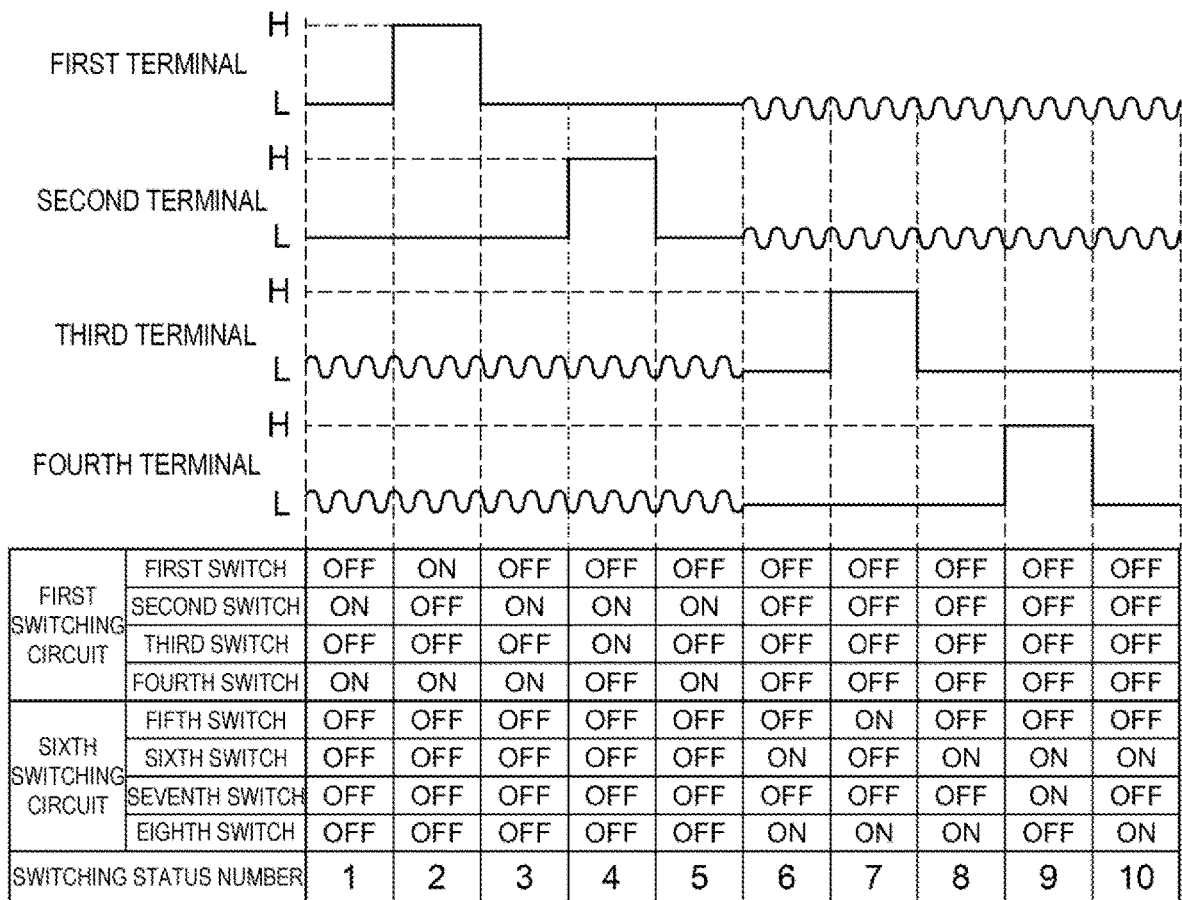 H
FIRST TERMINAL
L
H
SECOND TERMINAL
L
H
THIRD TERMINAL
L
H
FOURTH TERMINAL
L
FIRST SWITCHING CIRCUIT
FIRST SWITCH OFF ON OFF OFF OFF OFF OFF OFF OFF OFF
SECOND SWITCH ON OFF ON ON ON OFF OFF OFF OFF OFF
THIRD SWITCH OFF OFF OFF ON OFF OFF OFF OFF OFF OFF
FOURTH SWITCH ON ON ON OFF ON OFF OFF OFF OFF OFF
SIXTH SWITCHING CIRCUIT
FIFTH SWITCH OFF OFF OFF OFF OFF OFF ON OFF OFF OFF
SIXTH SWITCH OFF OFF OFF OFF OFF ON OFF ON ON ON
SEVENTH SWITCH OFF OFF OFF OFF OFF OFF OFF OFF ON OFF
EIGHTH SWITCH OFF OFF OFF OFF OFF ON ON ON OFF ON
SWITCHING STATUS NUMBER 1 2 3 4 5 6 7 8 9 10